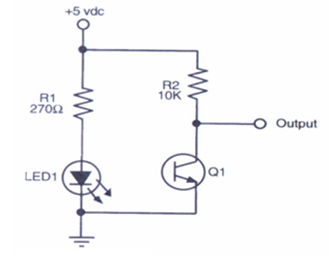 +5 vdc
R1
270Ω
R2
10K
Output
LED1
Q1